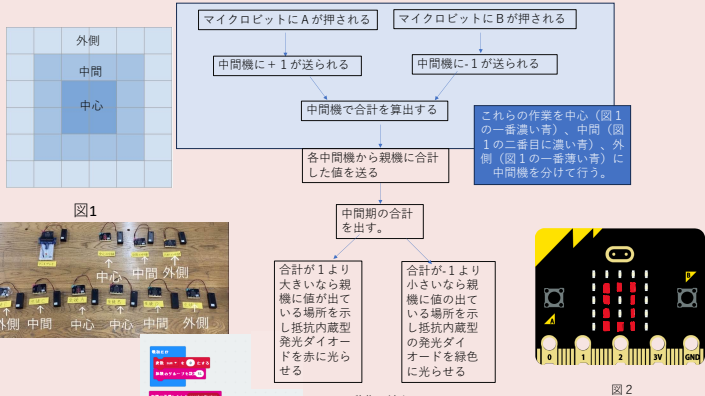 外側
中間
中心
図1
マイクロビットにAが押される
マイクロビットにBが押される
中間機に+1が送られる
中間機に-1が送られる
中間機で合計を算出する
これらの作業を中心（図1
の一番濃い青）、中間（図
1の二番目に濃い青）、外
側（図1の一番薄い青）に
中間機を分けて行う。
各中間機から親機に合計
した値を送る
中間期の合計
を出す。
合計が1より
大きいなら親
機に値が出て
いる場所を示
し抵抗内蔵型
発光ダイオー
ドを赤に光ら
せる
合計が-1より
小さいなら親
機に値の出て
いる場所を示
し抵抗内蔵型
の発光ダイ
オードを緑色
に光らせる
中心 中間 外側
外側 中間 中心 中心 中間 外側
B
A
0 1 2 3V GND
図2